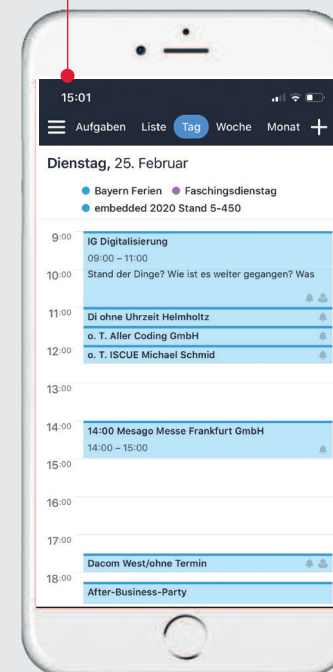 15:01
Aufgaben Liste Tag Woche Monat +
Dienstag, 25. Februar
Bayern Ferien Faschingsdienstag
embedded 2020 Stand 5-450
9:00
IG Digitalisierung
09:00 – 11:00
10:00
Stand der Dinge? Wie ist es weiter gegangen? Was
11:00
Di ohne Uhrzeit Helmholtz
o. T. Aller Coding GmbH
12:00
o. T. ISCUE Michael Schmid
13:00
14:00
14:00 Mesago Messe Frankfurt GmbH
14:00 – 15:00
15:00
16:00
17:00
Dacom West/ohne Termin
18:00
After-Business-Party